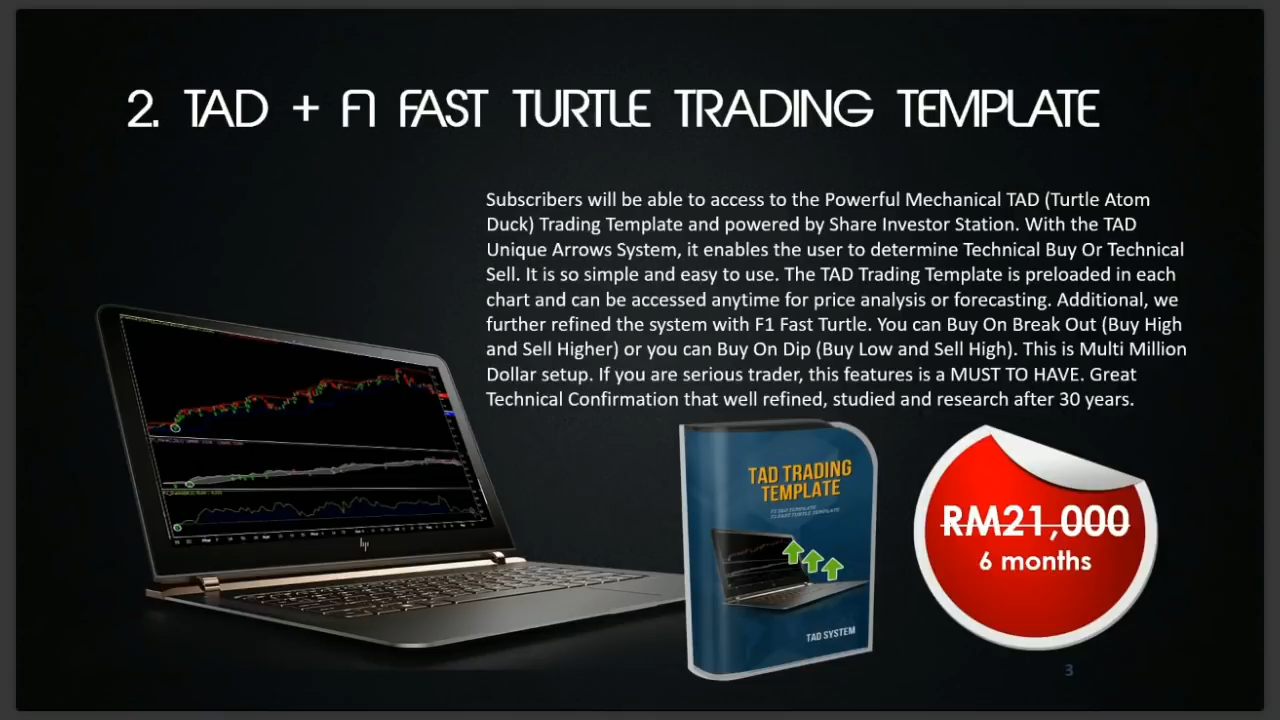 2. TAD + F1 FAST TURTLE TRADING TEMPLATE
Subscribers will be able to access to the Powerful Mechanical TAD (Turtle Atom
Duck) Trading Template and powered by Share Investor Station. With the TAD
Unique Arrows System, it enables the user to determine Technical Buy Or Technical
Sell. It is so simple and easy to use. The TAD Trading Template is preloaded in each
chart and can be accessed anytime for price analysis or forecasting. Additional, we
further refined the system with F1 Fast Turtle. You can Buy On Break Out (Buy High
and Sell Higher) or you can Buy On Dip (Buy Low and Sell High). This is Multi Million
Dollar setup. If you are serious trader, this features is a MUST TO HAVE. Great
Technical Confirmation that well refined, studied and research after 30 years.
TAD TRADING
TEMPLATE
F1 FAST TURTLE TEMPLATE
TAD SYSTEM
hp
RM21,000
6 months
3